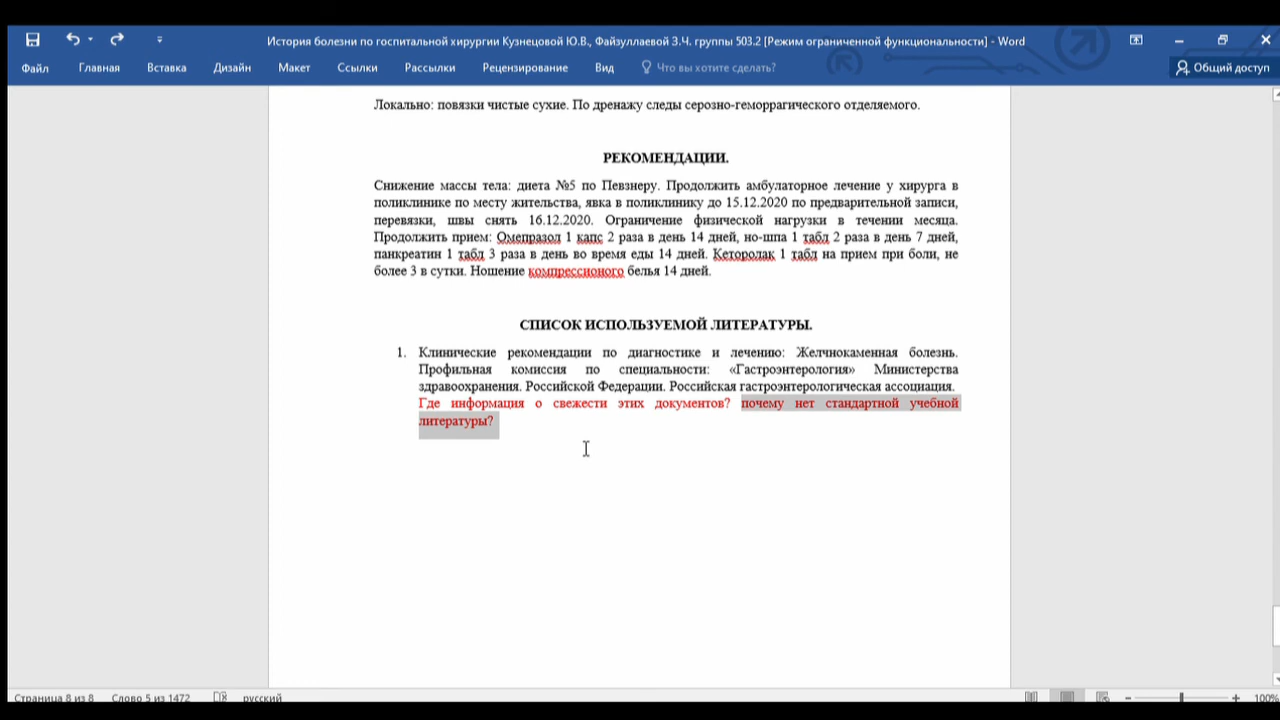 История болезни по госпитальной хирургии Кузнецовой Ю.В., Файзуллаевой З.Ч. группы 503.2 [Режим ограниченной функциональности] - Word
Файл Главная Вставка Дизайн Макет Ссылки Рассылки Рецензирование Вид Что вы хотите сделать? Общий доступ
Локально: повязки чистые сухие. По дренажу следы серозно-геморрагического отделяемого.
РЕКОМЕНДАЦИИ.
Снижение массы тела: диета №5 по Певзнеру. Продолжить амбулаторное лечение у хирурга в
поликлинике по месту жительства, явка в поликлинику до 15.12.2020 по предварительной записи,
перевязки, швы снять 16.12.2020. Ограничение физической нагрузки в течении месяца.
Продолжить прием: Омепразол 1 капс 2 раза в день 14 дней, но-шпа 1 табл 2 раза в день 7 дней,
панкреатин 1 табл 3 раза в день во время еды 14 дней. Кеторолак 1 табл на прием при боли, не
более 3 в сутки. Ношение компрессионого белья 14 дней.
СПИСОК ИСПОЛЬЗУЕМОЙ ЛИТЕРАТУРЫ.
1. Клинические рекомендации по диагностике и лечению: Желчнокаменная болезнь.
Профильная комиссия по специальности: «Гастроэнтерология» Министерства
здравоохранения. Российской Федерации. Российская гастроэнтерологическая ассоциация.
Где информация о свежести этих документов? почему нет стандартной учебной
литературы?
Страница 8 из 8 Слово 5 из 1472 русский 100%